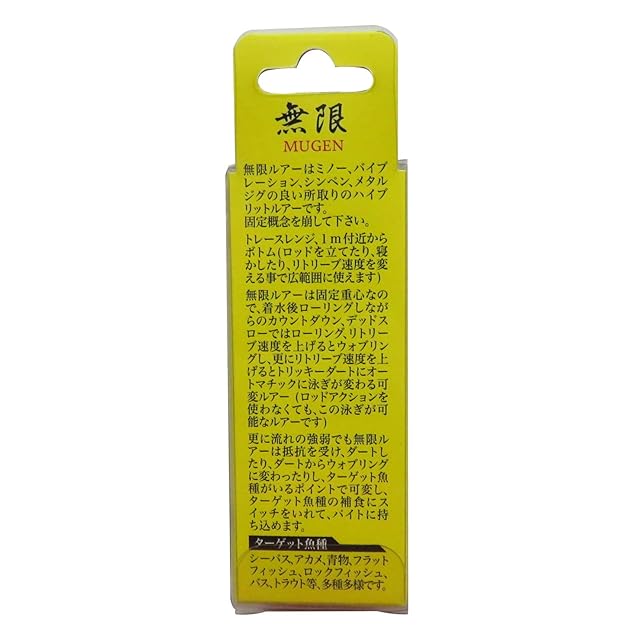 無限
MUGEN
無限ルアーはミノー、バイブ
レーション、シンペン、メタル
ジグの良い所取りのハイブ
リットルアーです。
固定概念を崩して下さい。
トレースレンジ、1m付近から
ボトム(ロッドを立てたり、寝
かしたり、リトリーブ速度を変
える事で広範囲に使えます)
無限ルアーは固定重心なの
で、着水後ローリングしなが
らのカウントダウン、デッドス
ローではローリング、リトリー
ブ速度を上げるとウォブリン
グし、更にリトリーブ速度を上
げるとトリッキーダートにオー
トマチックに泳ぎが変わる可
変ルアー (ロッドアクションを
使わなくても、この泳ぎが可
能なルアーです)
更に流れの強弱でも無限ル
アーは抵抗を受け、ダートし
たり、ダートからウォブリング
に変わったりし、ターゲット魚
種がいるポイントで可変し、
ターゲット魚種の補食にス
イッチをいれて、バイトに持
ち込めます。
ターゲット魚種
シーバス、アカメ、青物、フラット
フィッシュ、ロックフィッシュ、
バス、トラウト等、多種多様です。